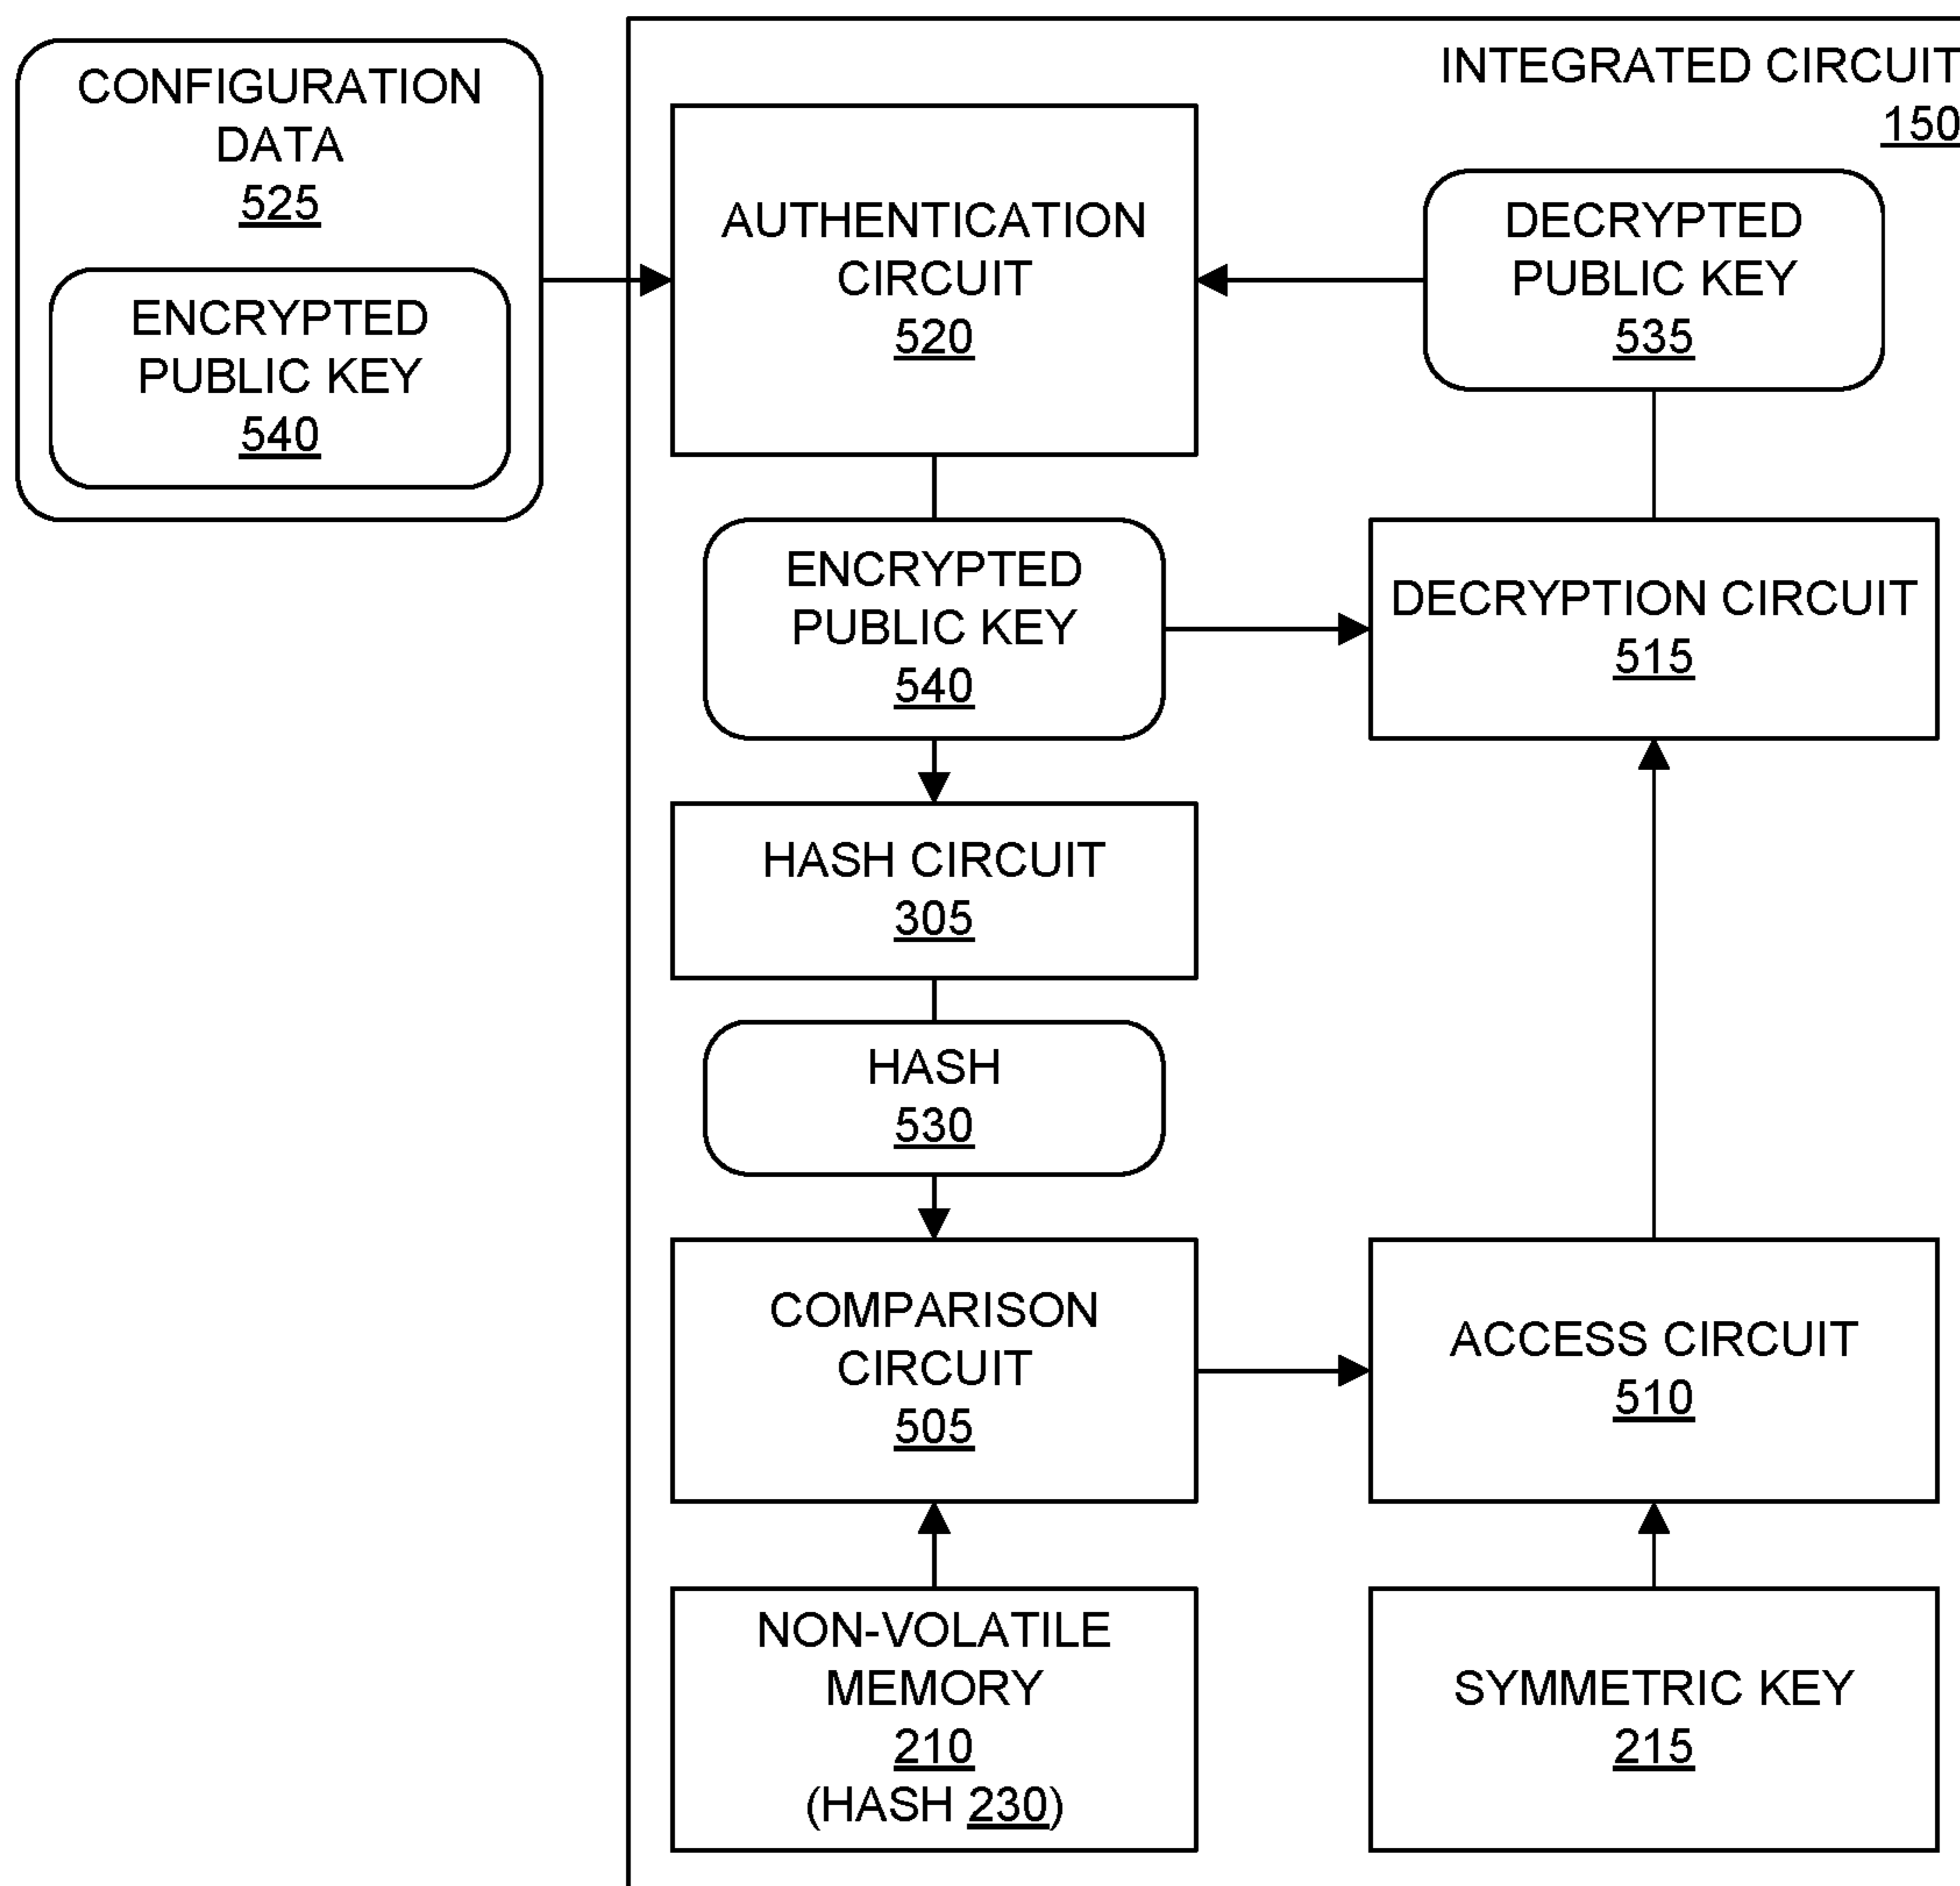 CONFIGURATION
DATA
525
ENCRYPTED
PUBLIC KEY
540
INTEGRATED CIRCUIT
150
AUTHENTICATION
CIRCUIT
520
DECRYPTED
PUBLIC KEY
535
ENCRYPTED
PUBLIC KEY
540
DECRYPTION CIRCUIT
515
HASH CIRCUIT
305
HASH
530
COMPARISON
CIRCUIT
505
ACCESS CIRCUIT
510
NON-VOLATILE
MEMORY
210
(HASH 230)
SYMMETRIC KEY
215